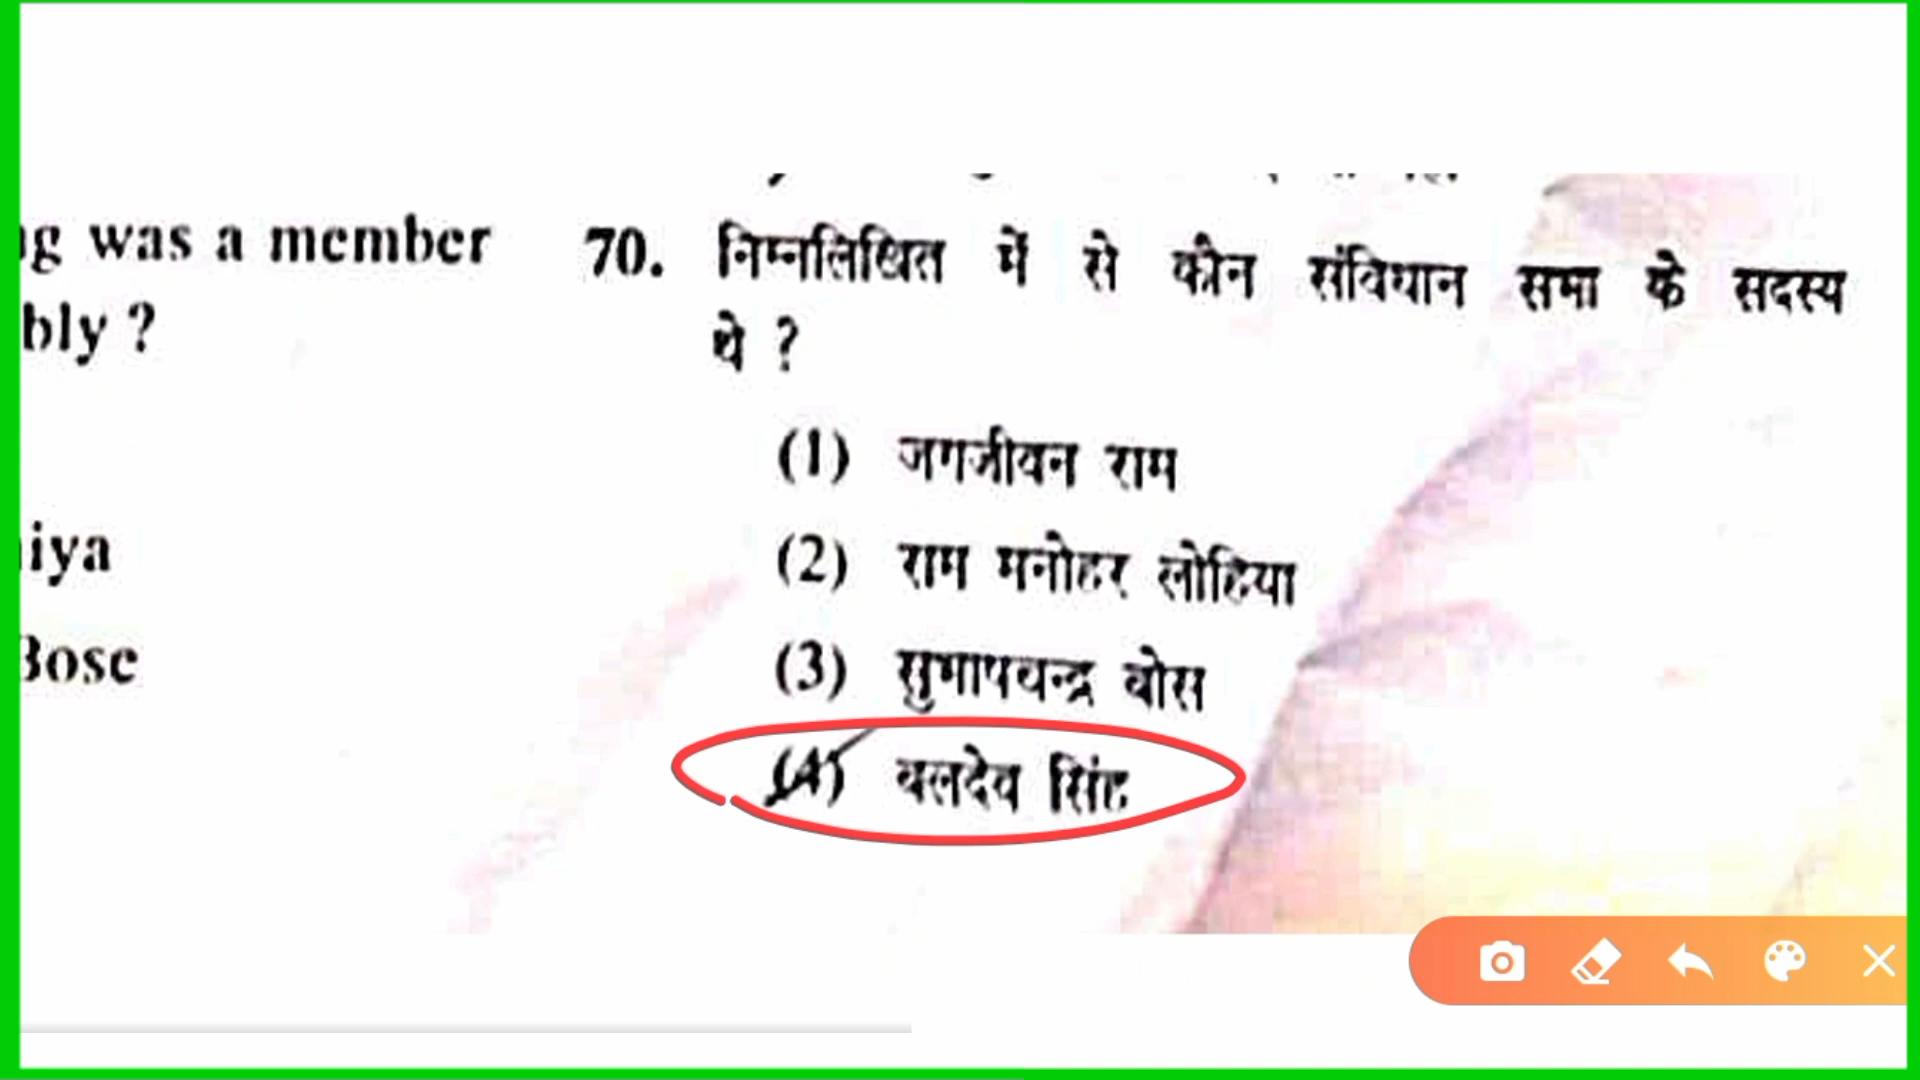 g was a member
bly ?
iya
Bose
70. निम्नलिखित में से कौन संविधान सभा के सदस्य
थे ?
(1) जगजीवन राम
(2) राम मनोहर लोहिया
(3) सुभाषचन्द्र बोस
(4) बलदेव सिंह